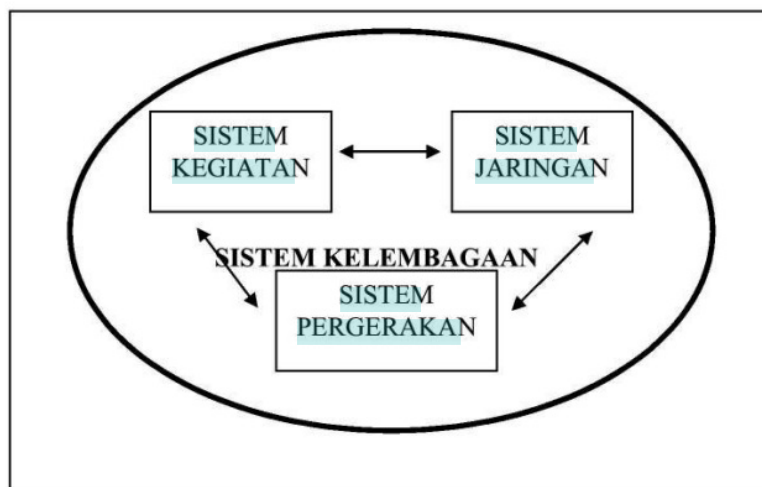 SISTEM
KEGIATAN
SISTEM
JARINGAN
SISTEM KELEMBAGAAN
SISTEM
PERGERAKAN